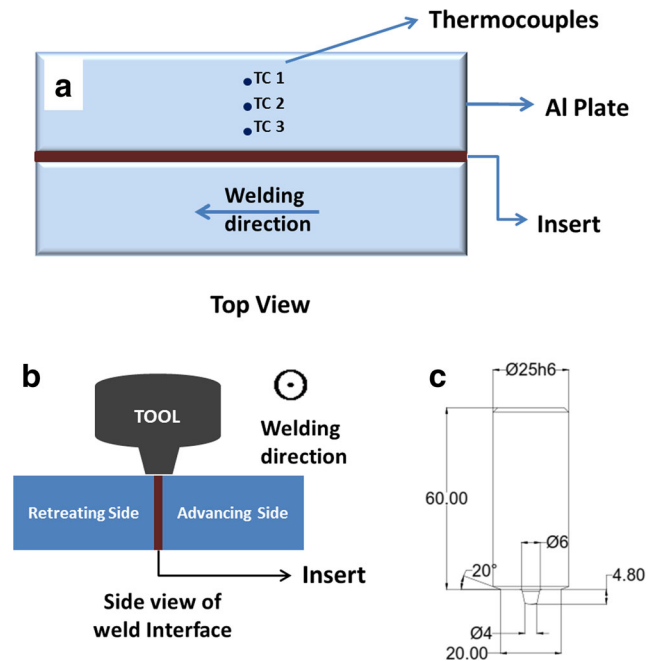 Thermocouples
a
TC 1
TC 2
TC 3
Al Plate
Welding
direction
Insert
Top View
b
TOOL
Welding
direction
Retreating Side
Advancing Side
Insert
Side view of
weld Interface
c
Ø25h6
60.00
Ø6
20°
4.80
Ø4
20.00